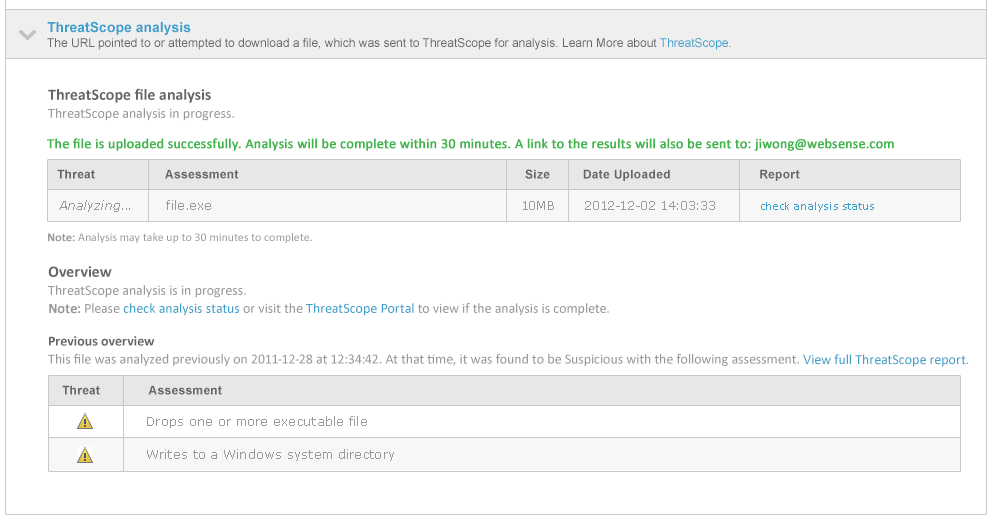 ThreatScope analysis
The URL pointed to or attempted to download a file, which was sent to ThreatScope for analysis. Learn More about ThreatScope.
ThreatScope file analysis
ThreatScope analysis in progress.
The file is uploaded successfully. Analysis will be complete within 30 minutes. A link to the results will also be sent to: jiwong@websense.com
Threat Assessment Size Date Uploaded Report
Analyzing... file.exe 10MB 2012-12-02 14:03:33 check analysis status
Note: Analysis may take up to 30 minutes to complete.
Overview
ThreatScope analysis is in progress.
Note: Please check analysis status or visit the ThreatScope Portal to view if the analysis is complete.
Previous overview
This file was analyzed previously on 2011-12-28 at 12:34:42. At that time, it was found to be Suspicious with the following assessment. View full ThreatScope report.
Threat Assessment
Drops one or more executable file
Writes to a Windows system directory